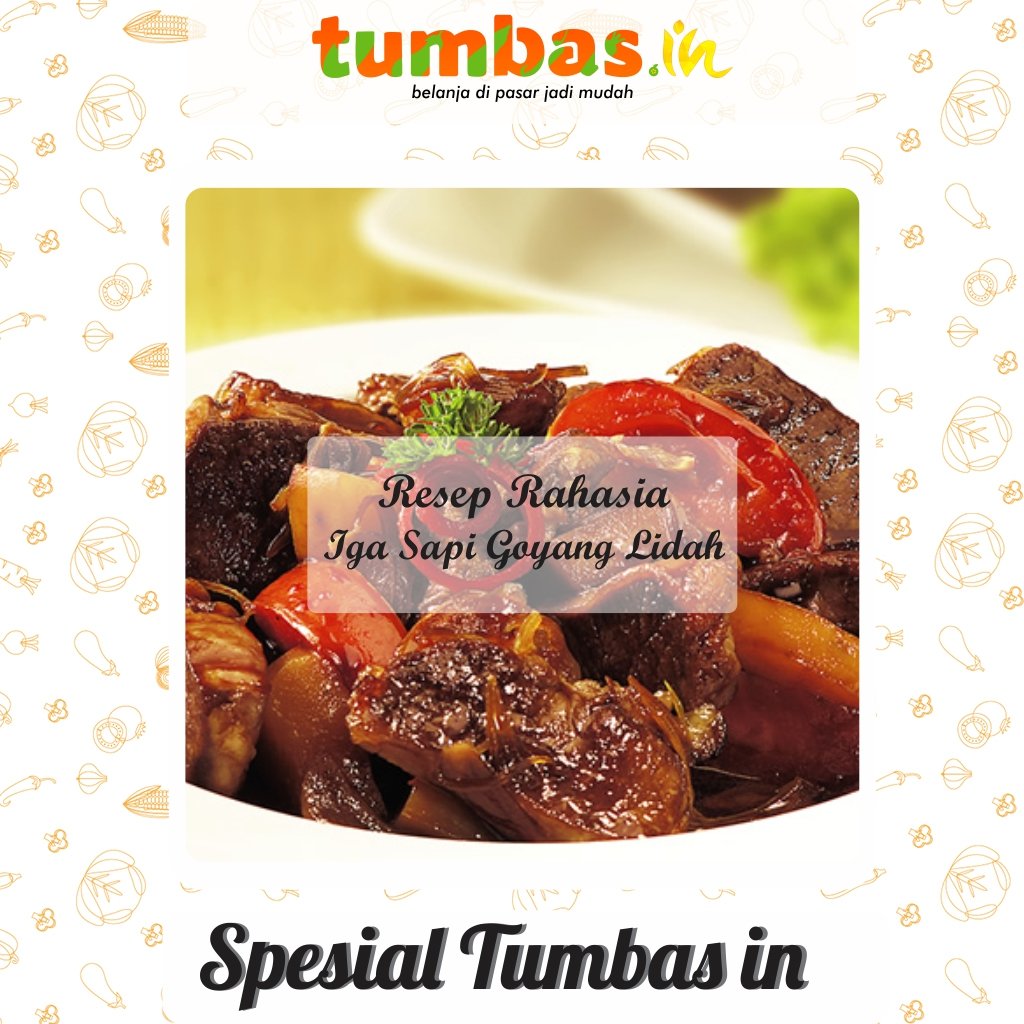 tumbas.in
belanja di pasar jadi mudah
Resep Rahasia
Iga Sapi Goyang Lidah
Spesial Tumbas in